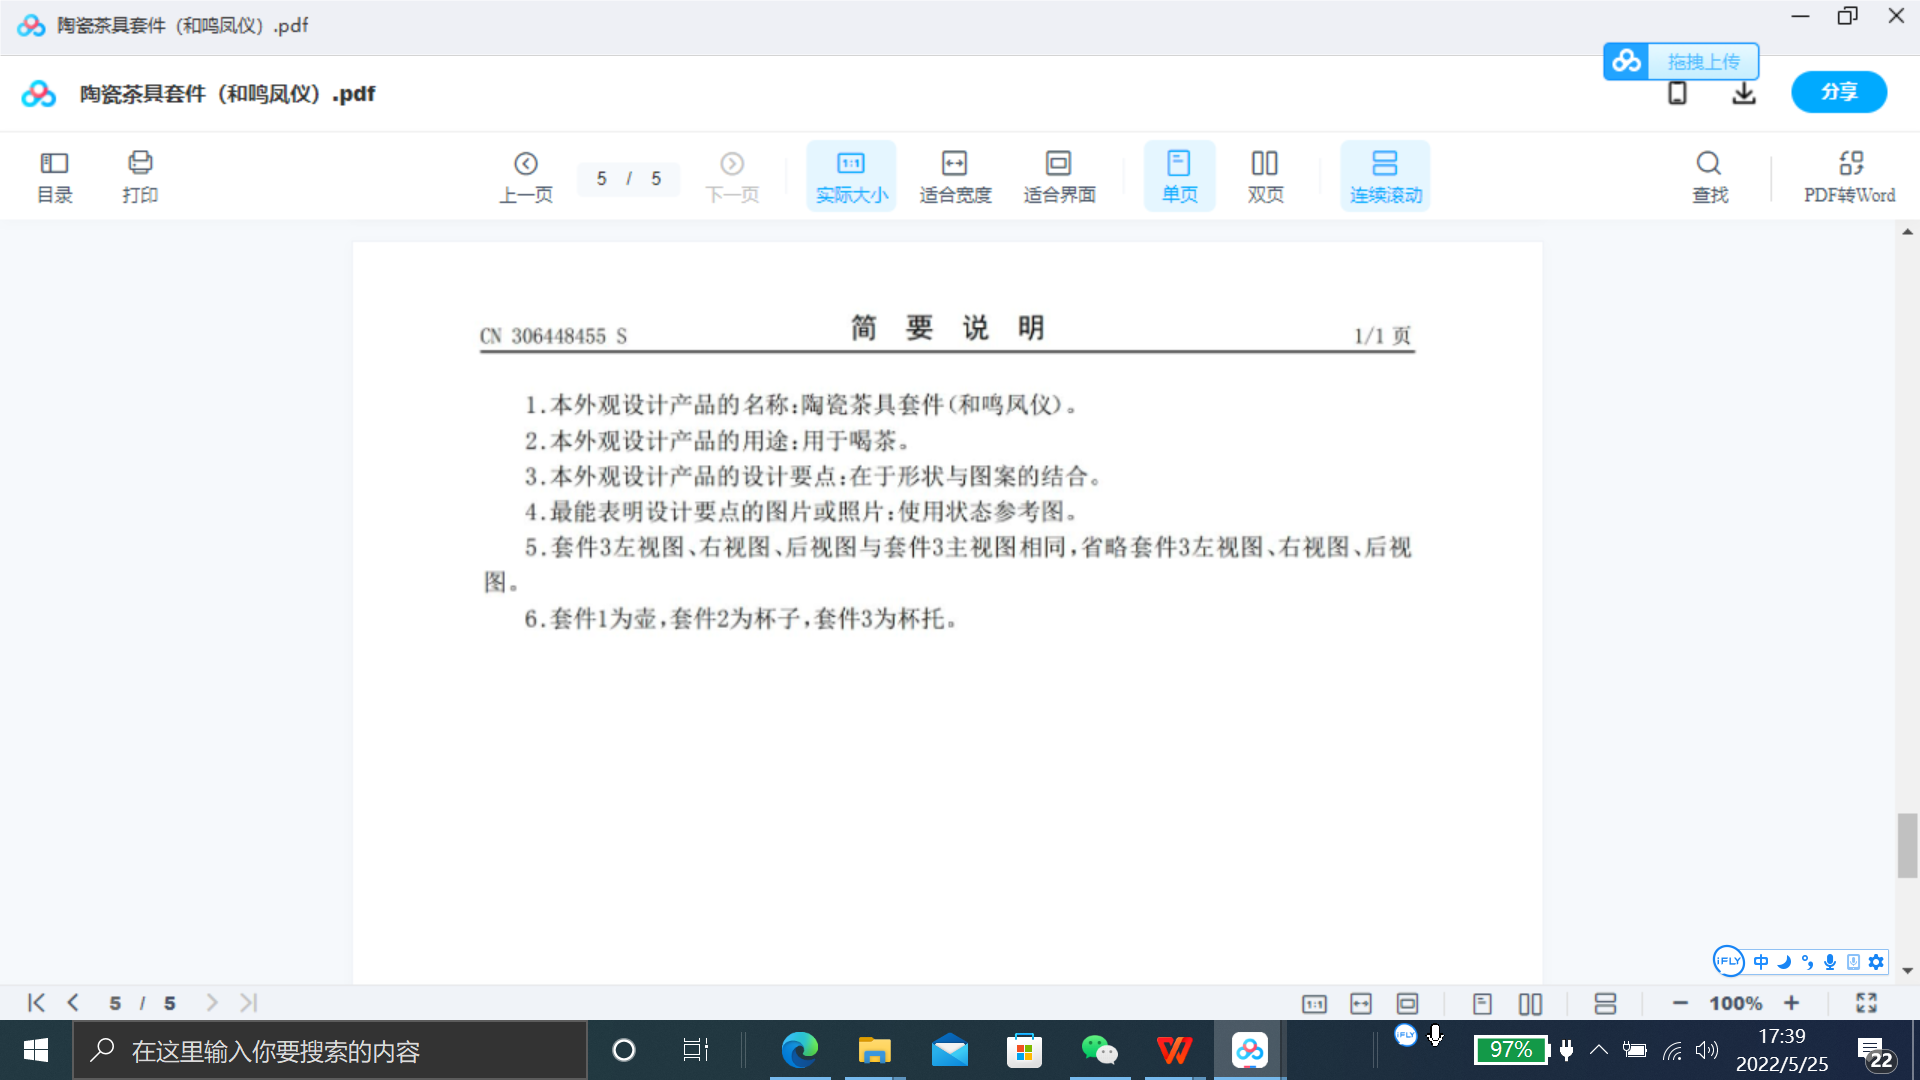 陶瓷茶具套件（和鸣凤仪）.pdf
拖拽上传
陶瓷茶具套件（和鸣凤仪）.pdf
分享
目录
打印
上一页
5 / 5
下一页
1:1
实际大小
适合宽度
适合界面
单页
双页
连续滚动
查找
PDF转Word
CN 306448455 S
简 要 说 明
1/1 页
1.本外观设计产品的名称:陶瓷茶具套件(和鸣凤仪)。
2.本外观设计产品的用途:用于喝茶。
3.本外观设计产品的设计要点:在于形状与图案的结合。
4.最能表明设计要点的图片或照片:使用状态参考图。
5.套件3左视图、右视图、后视图与套件3主视图相同,省略套件3左视图、右视图、后视
图。
6.套件1为壶,套件2为杯子,套件3为杯托。
iFLY 中
5 / 5
1:1
100%
在这里输入你要搜索的内容
iFLY
97%
17:39
2022/5/25
22